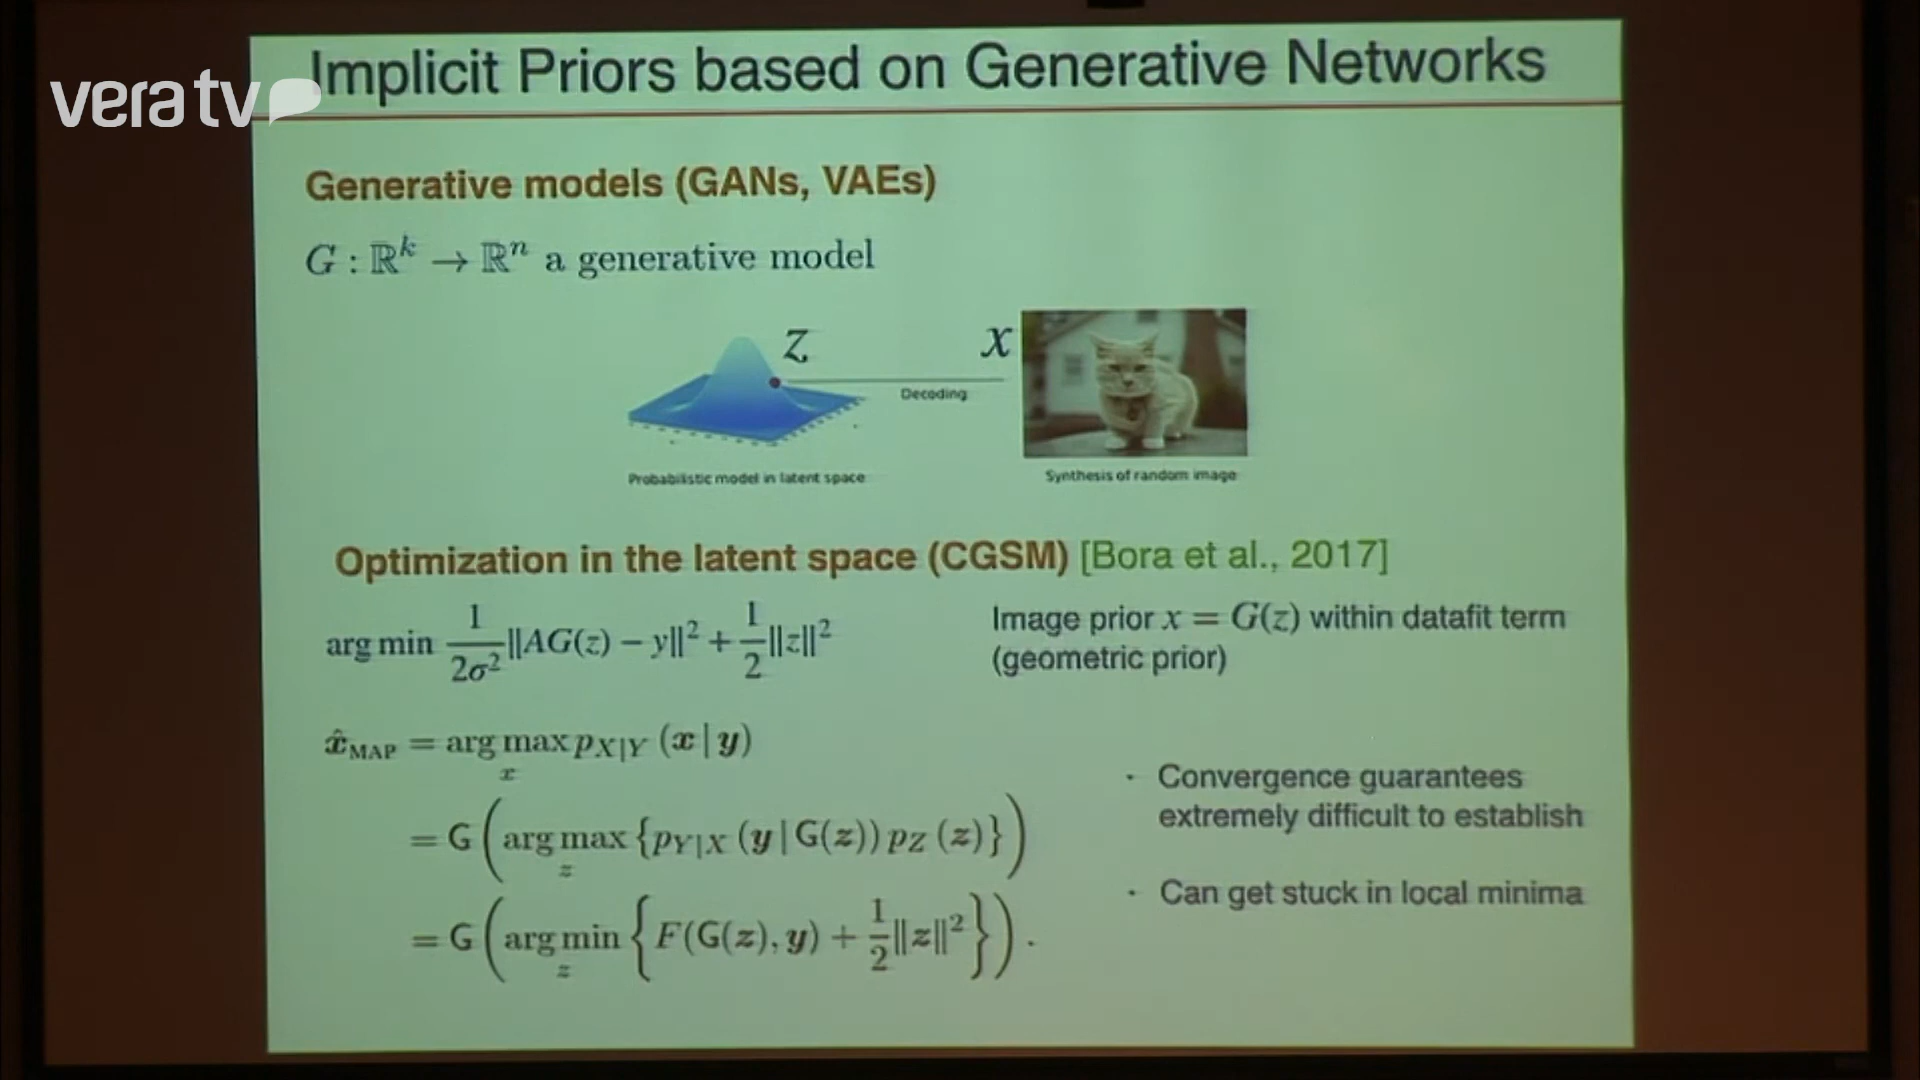 vera tv
Implicit Priors based on Generative Networks
Generative models (GANs, VAEs)
G : ℝ^k → ℝ^n a generative model
z
x
Decoding
Probabilistic model in latent space
Synthesis of random image
Optimization in the latent space (CGSM) [Bora et al., 2017]
arg min 1/(2σ²) ||AG(z) − y||² + 1/2 ||z||²
Image prior x = G(z) within datafit term
(geometric prior)
x̂_MAP = arg max_x p_{X|Y} (x | y)
= G ( arg max_z { p_{Y|X} (y | G(z)) p_Z (z) } )
= G ( arg min_z { F(G(z), y) + 1/2 ||z||² } ) .
· Convergence guarantees
extremely difficult to establish
· Can get stuck in local minima